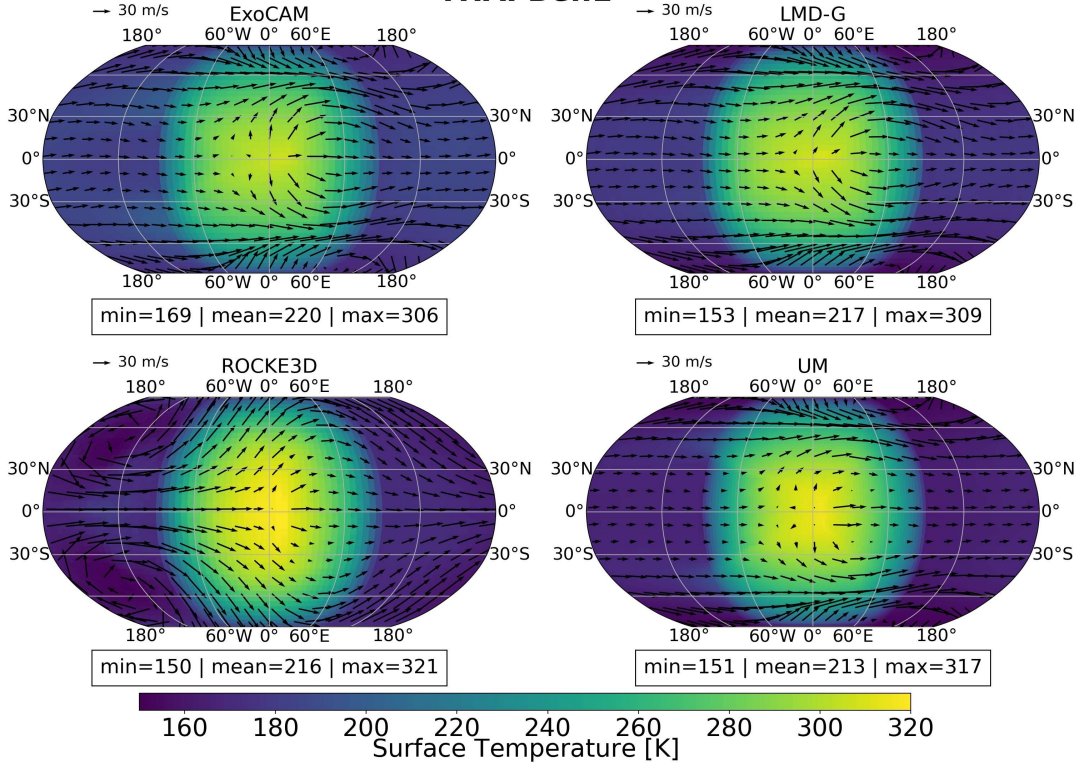 → 30 m/s ExoCAM → 30 m/s LMD-G
180° 60°W 0° 60°E 180° 180° 60°W 0° 60°E 180°
30°N 30°N 30°N 30°N
0° 0° 0° 0°
30°S 30°S 30°S 30°S
180° 60°W 0° 60°E 180° 180° 60°W 0° 60°E 180°
min=169 | mean=220 | max=306 min=153 | mean=217 | max=309
→ 30 m/s ROCKE3D → 30 m/s UM
180° 60°W 0° 60°E 180° 180° 60°W 0° 60°E 180°
30°N 30°N 30°N 30°N
0° 0° 0° 0°
30°S 30°S 30°S 30°S
180° 60°W 0° 60°E 180° 180° 60°W 0° 60°E 180°
min=150 | mean=216 | max=321 min=151 | mean=213 | max=317
160 180 200 220 240 260 280 300 320
Surface Temperature [K]